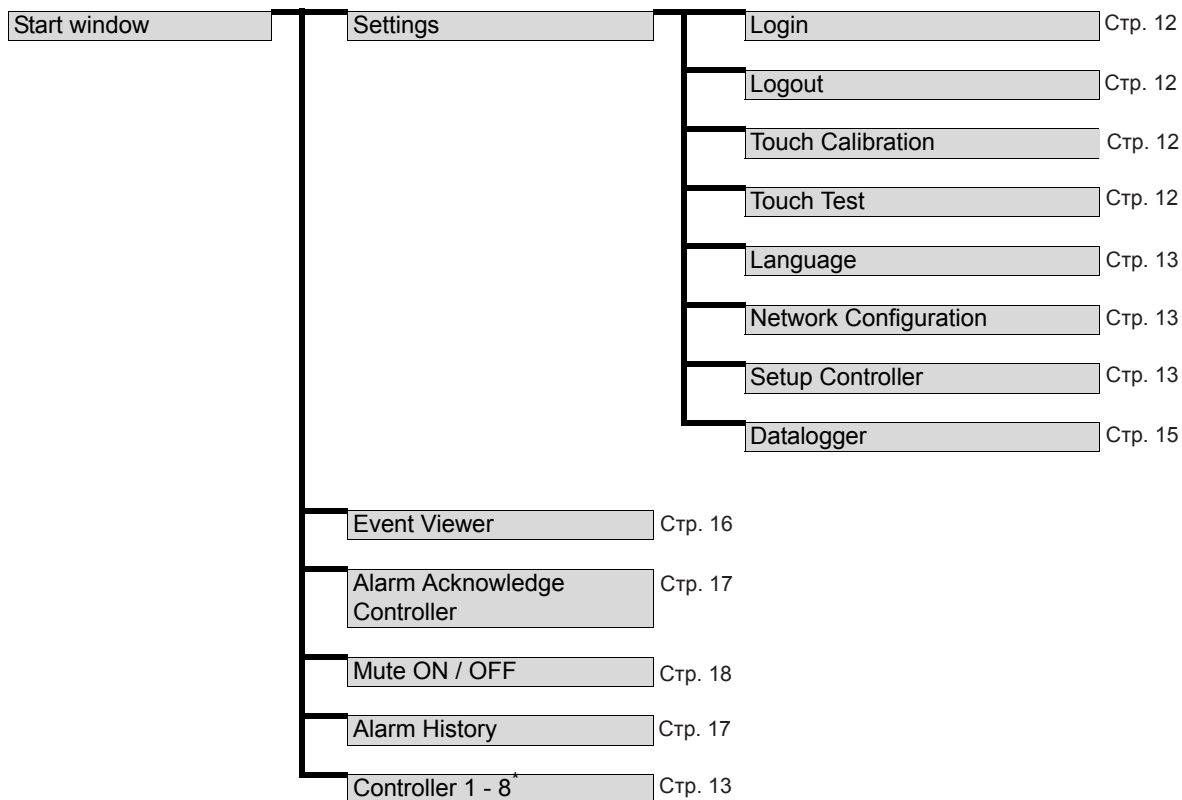 Start window
Settings
Login Стр. 12
Logout Стр. 12
Touch Calibration Стр. 12
Touch Test Стр. 12
Language Стр. 13
Network Configuration Стр. 13
Setup Controller Стр. 13
Datalogger Стр. 15
Event Viewer Стр. 16
Alarm Acknowledge Стр. 17
Controller
Mute ON / OFF Стр. 18
Alarm History Стр. 17
Controller 1 - 8* Стр. 13